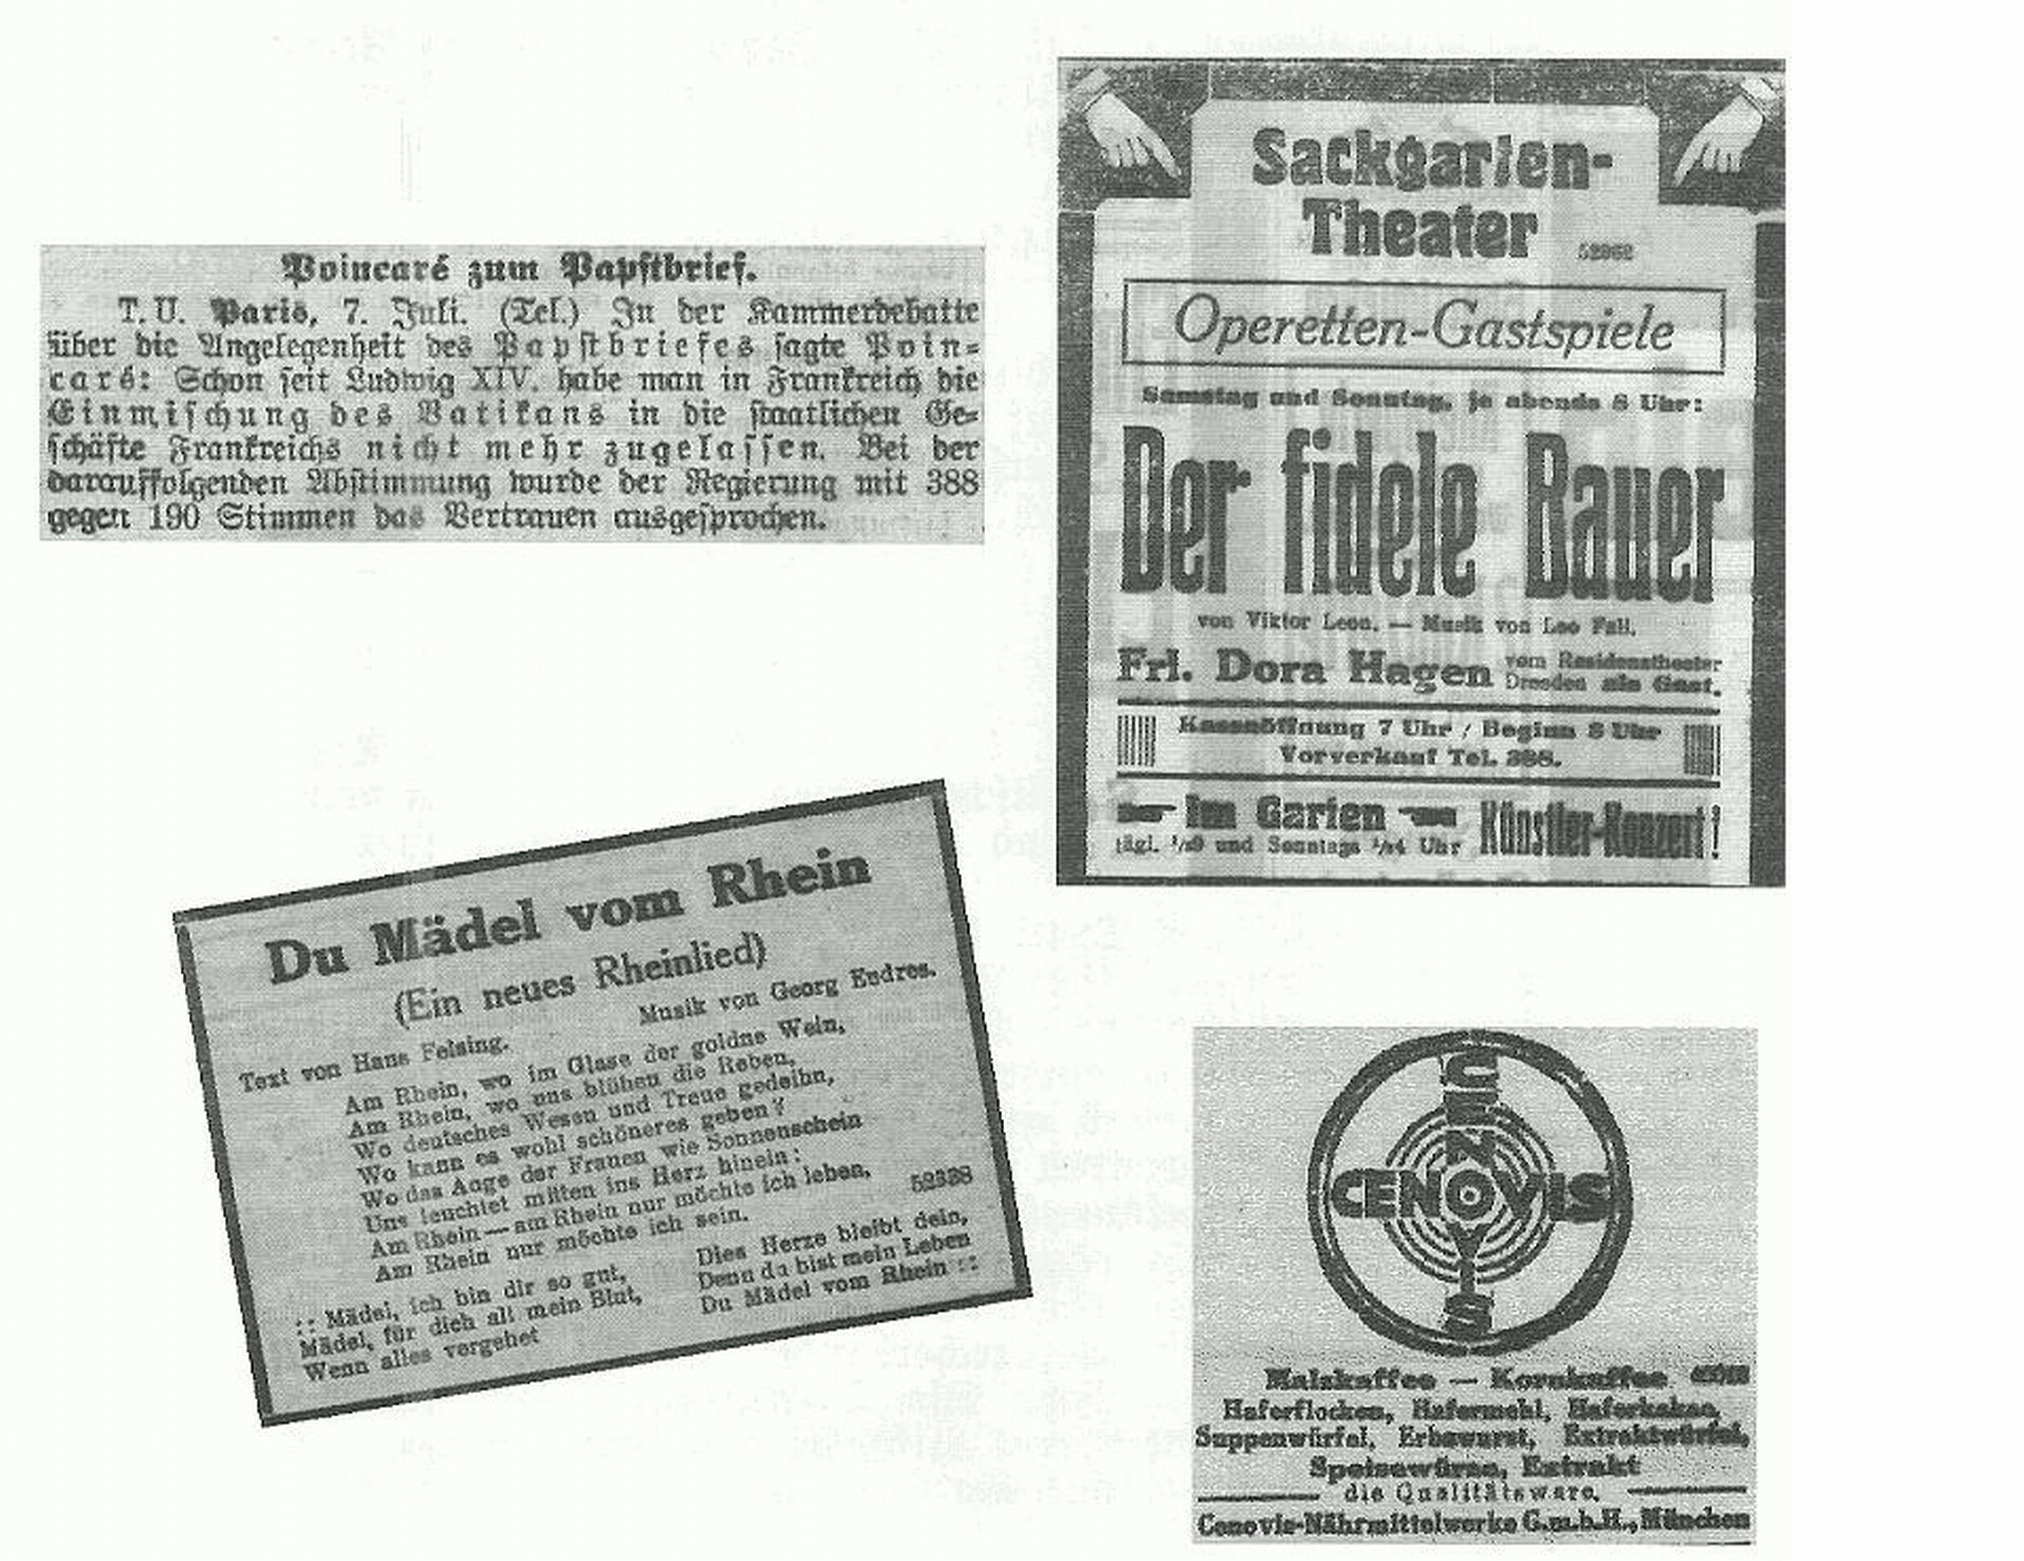 Poincaré zum Papstbrief.
T. U. Paris, 7. Juli. (Tel.) In der Kammerdebatte
über die Angelegenheit des Papstbriefes sagte Poin-
caré: Schon seit Ludwig XIV. habe man in Frankreich die
Einmischung des Vatikans in die staatlichen Ge-
schäfte Frankreichs nicht mehr zugelassen. Bei der
darauffolgenden Abstimmung wurde der Regierung mit 388
gegen 190 Stimmen das Vertrauen ausgesprochen.
Sackgarten-
Theater 52962
Operetten-Gastspiele
Samstag und Sonntag, je abends 8 Uhr:
Der fidele Bauer
von Viktor Leon. — Musik von Leo Fall.
Frl. Dora Hagen vom Residenztheater
Dresden als Gast.
Kassenöffnung 7 Uhr / Beginn 8 Uhr
Vorverkauf Tel. 398.
Im Garten Künstler-Konzert!
tägl. 1/29 und Sonntags 1/24 Uhr
Du Mädel vom Rhein
(Ein neues Rheinlied)
Text von Hans Felsing. Musik von Georg Endres.
Am Rhein, wo im Glase der goldne Wein,
Am Rhein, wo uns blühen die Reben,
Wo deutsches Wesen und Treue gedeihn,
Wo kann es wohl schöneres geben?
Wo das Auge der Frauen wie Sonnenschein
Uns leuchtet mitten ins Herz hinein:
Am Rhein — am Rhein nur möchte ich leben,
Am Rhein nur möchte ich sein. 52338
:: Mädel, ich bin dir so gut,
Mädel, für dich all mein Blut,
Wenn alles vergehet
Dies Herze bleibt dein,
Denn da bist mein Leben
Du Mädel vom Rhein ::
CENOVIS
CENOVIS
Malzkaffee — Kornkaffee
Haferflocken, Hafermehl, Haferkakao,
Suppenwürfel, Erbswurst, Extraktwürfel,
Speisewürze, Extrakt
die Qualitätsware.
Cenovis-Nährmittelwerke G.m.b.H., München